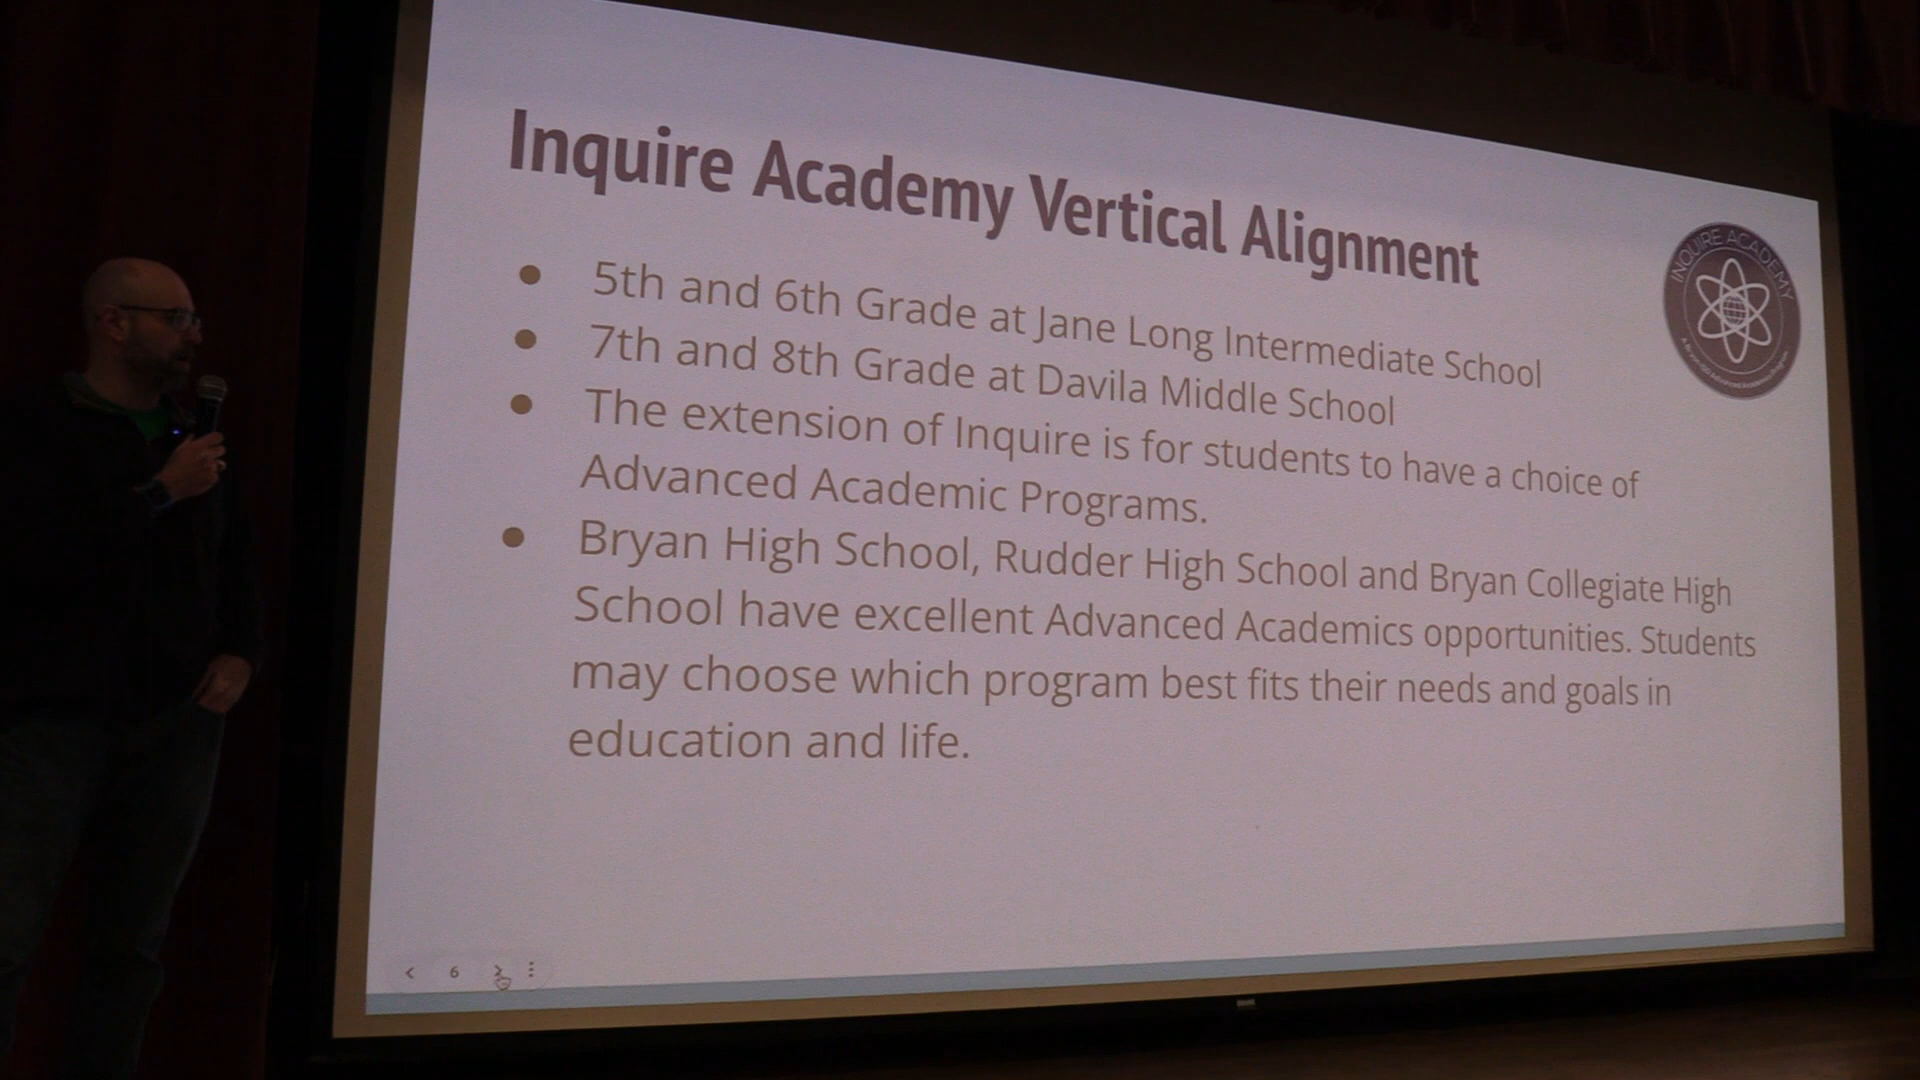 Inquire Academy Vertical Alignment
● 5th and 6th Grade at Jane Long Intermediate School
● 7th and 8th Grade at Davila Middle School
● The extension of Inquire is for students to have a choice of
Advanced Academic Programs.
● Bryan High School, Rudder High School and Bryan Collegiate High
School have excellent Advanced Academics opportunities. Students
may choose which program best fits their needs and goals in
education and life.
INQUIRE ACADEMY
6